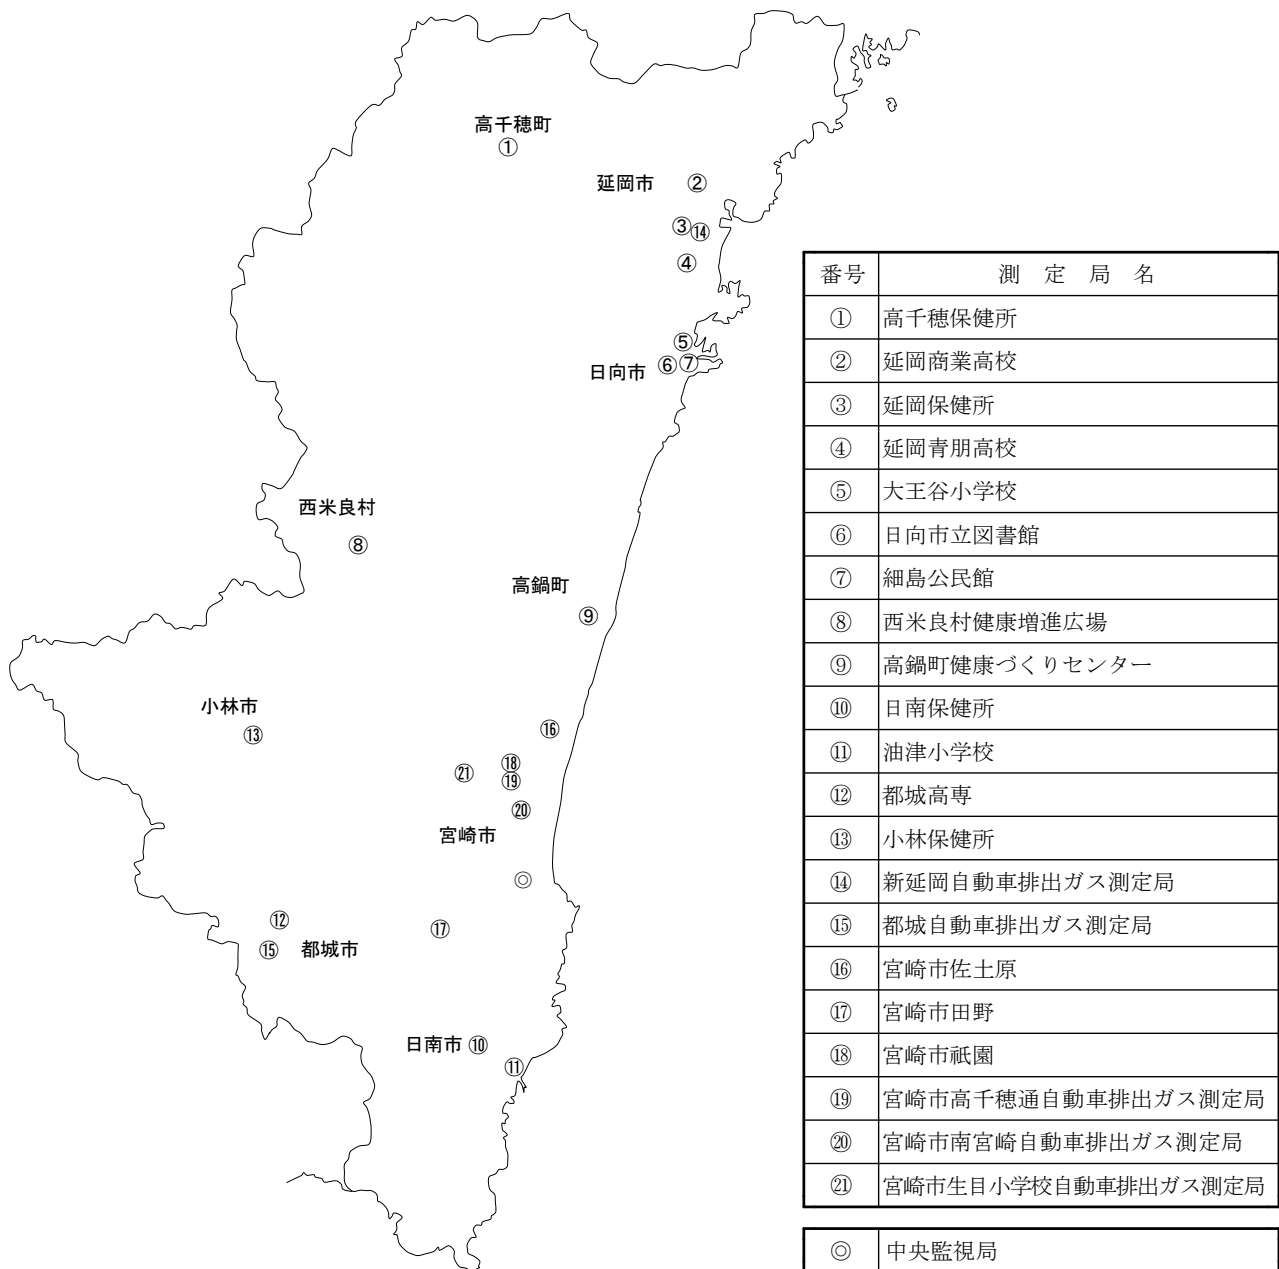 高千穂町
①
延岡市 ②
③ ⑭
④
⑤
日向市 ⑥ ⑦
西米良村
⑧
高鍋町
⑨
小林市
⑬
⑯
⑱
㉑ ⑲
⑳
宮崎市
◎
⑫
⑮ 都城市
⑰
日南市 ⑩
⑪
番号 測 定 局 名
① 高千穂保健所
② 延岡商業高校
③ 延岡保健所
④ 延岡青朋高校
⑤ 大王谷小学校
⑥ 日向市立図書館
⑦ 細島公民館
⑧ 西米良村健康増進広場
⑨ 高鍋町健康づくりセンター
⑩ 日南保健所
⑪ 油津小学校
⑫ 都城高専
⑬ 小林保健所
⑭ 新延岡自動車排出ガス測定局
⑮ 都城自動車排出ガス測定局
⑯ 宮崎市佐土原
⑰ 宮崎市田野
⑱ 宮崎市祇園
⑲ 宮崎市高千穂通自動車排出ガス測定局
⑳ 宮崎市南宮崎自動車排出ガス測定局
㉑ 宮崎市生目小学校自動車排出ガス測定局
◎ 中央監視局